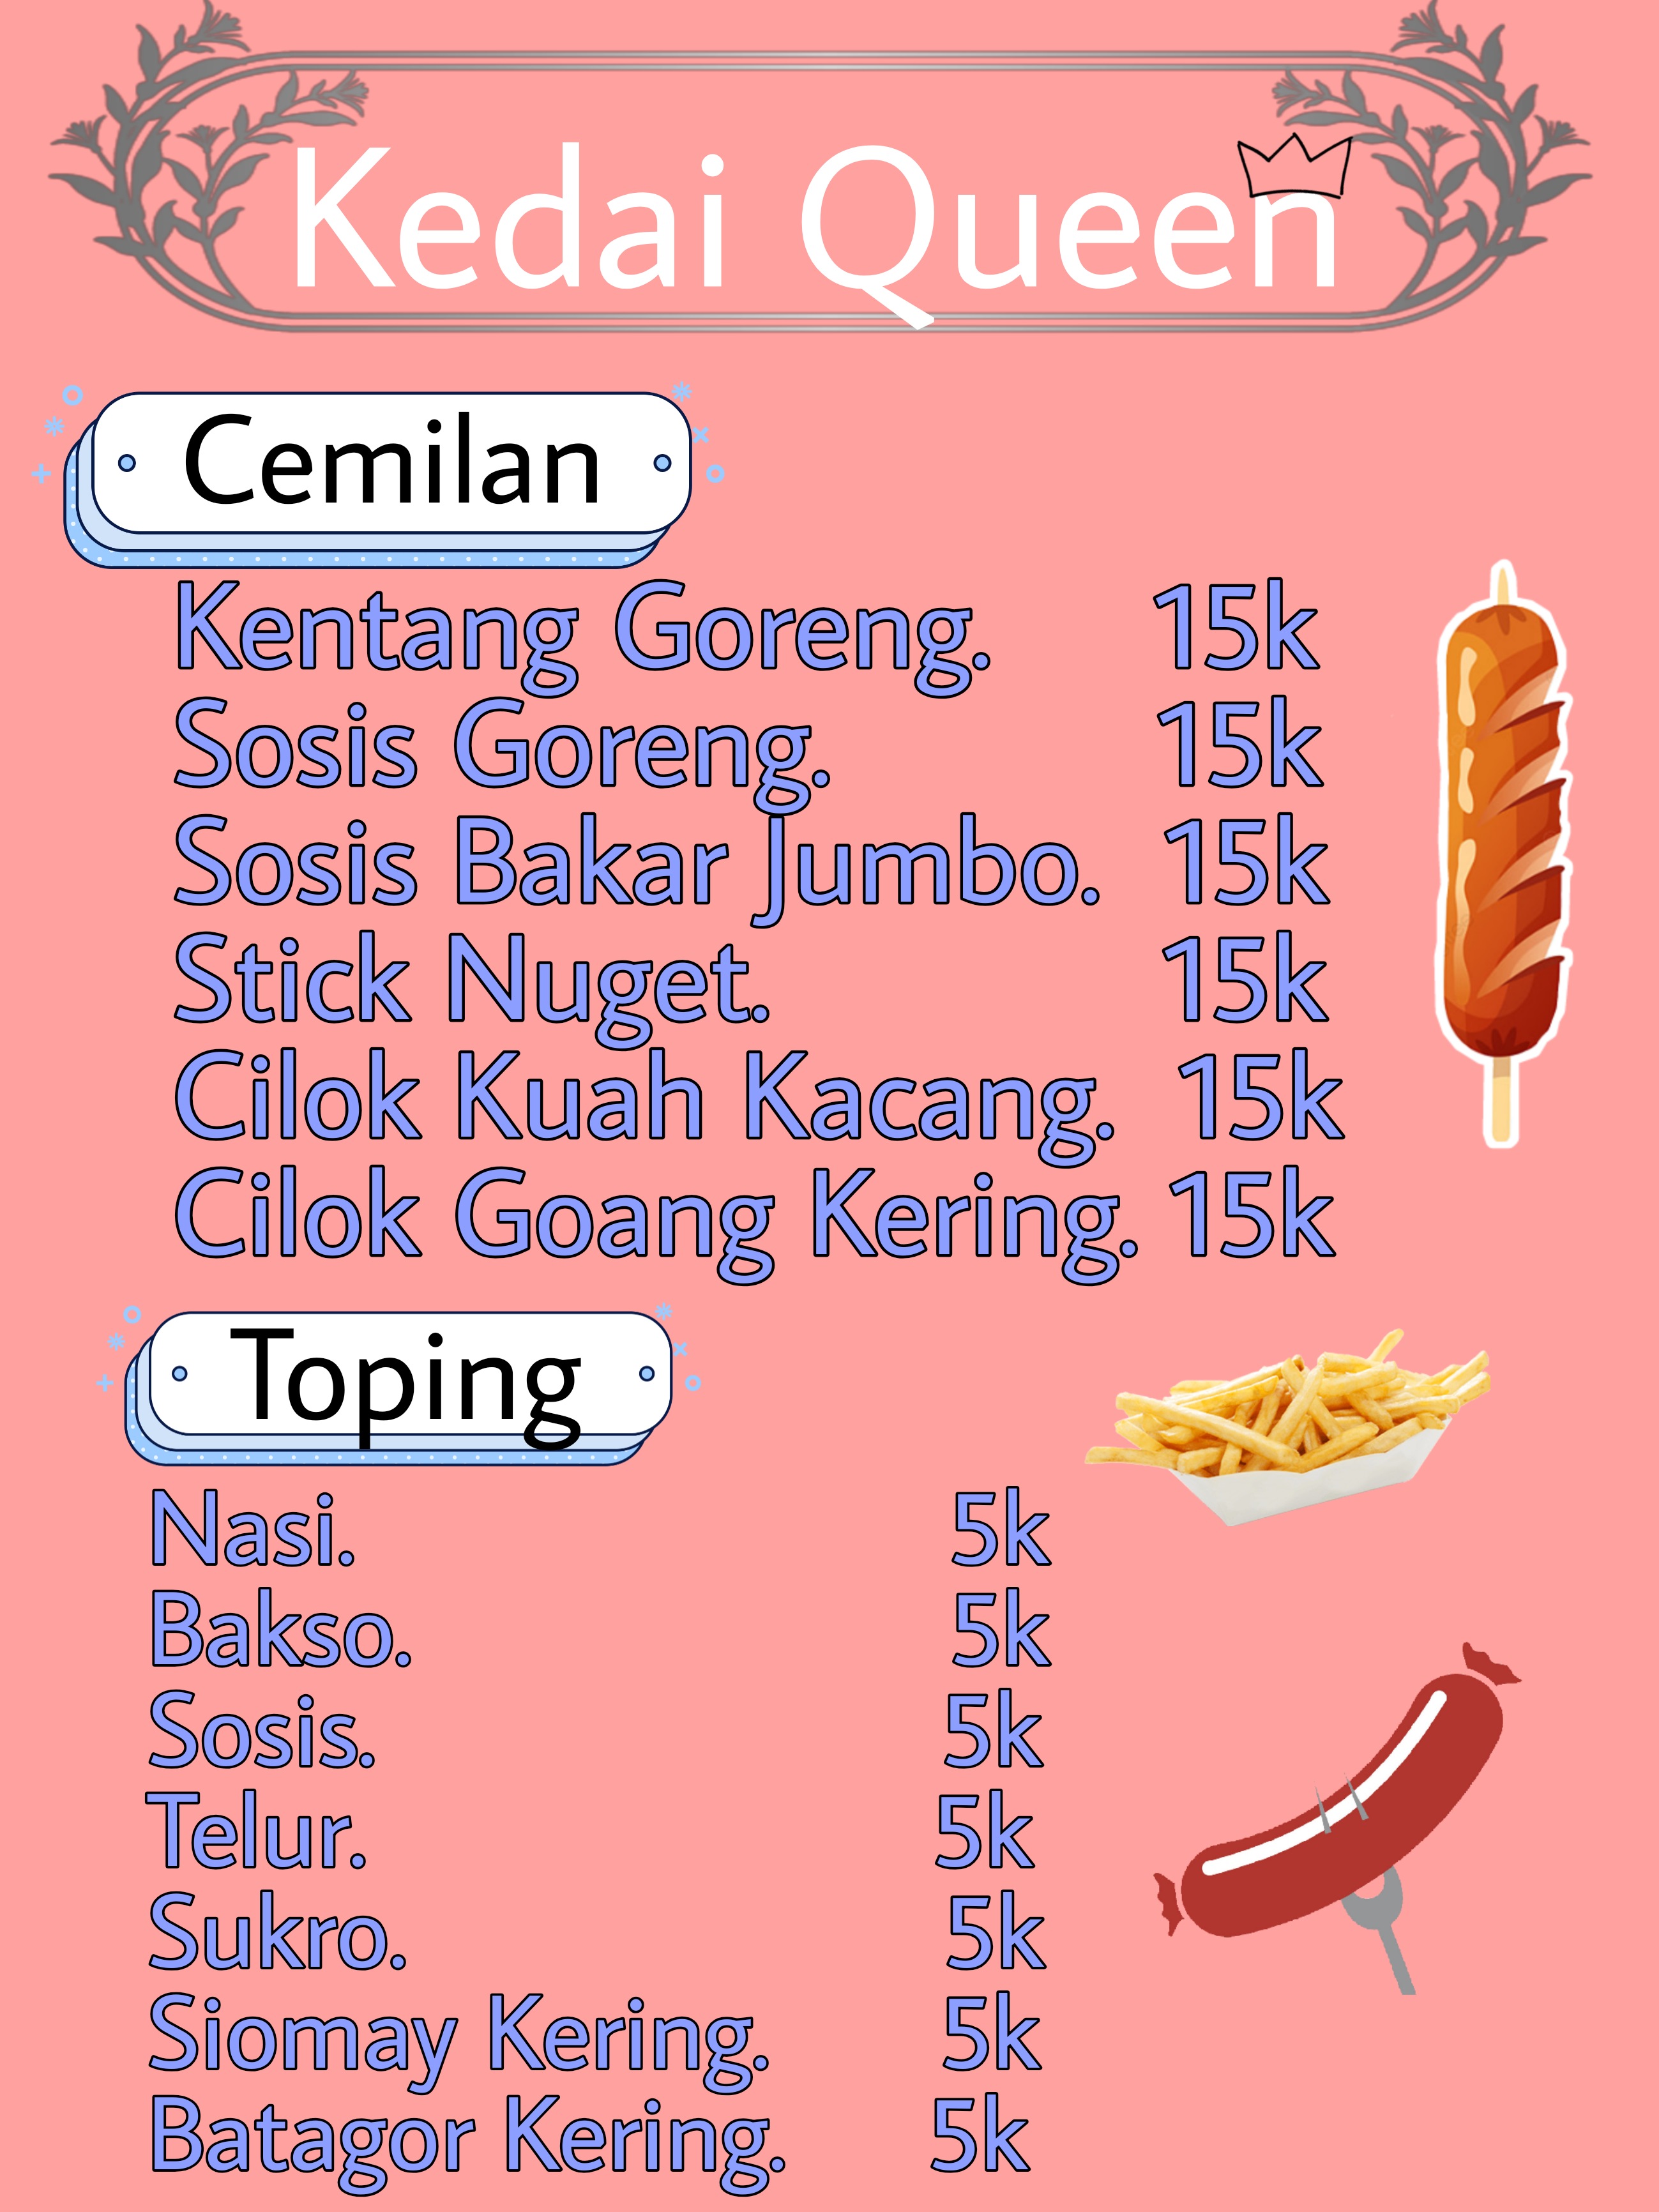 Kedai Queen
Cemilan
Kentang Goreng. 15k
Sosis Goreng. 15k
Sosis Bakar Jumbo. 15k
Stick Nuget. 15k
Cilok Kuah Kacang. 15k
Cilok Goang Kering. 15k
Toping
Nasi. 5k
Bakso. 5k
Sosis. 5k
Telur. 5k
Sukro. 5k
Siomay Kering. 5k
Batagor Kering. 5k